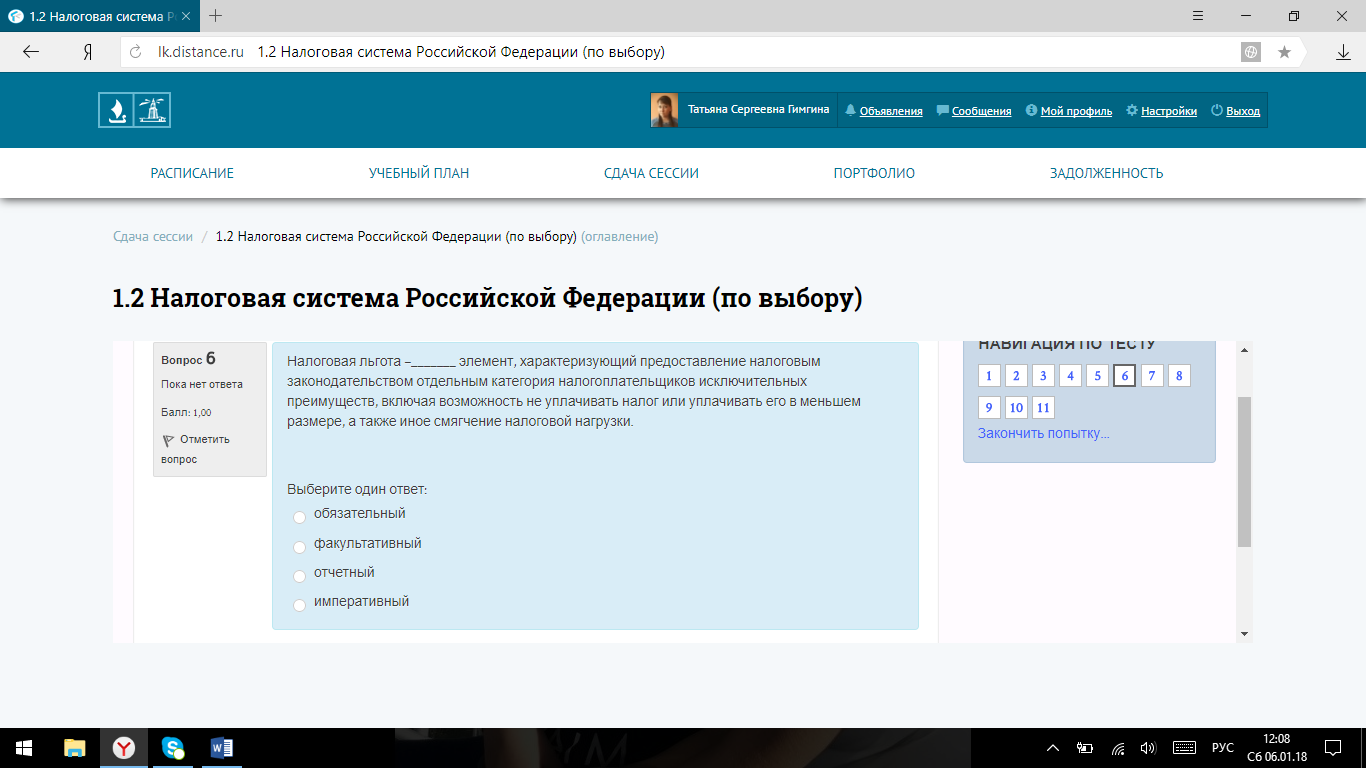 1.2 Налоговая система Р
lk.distance.ru 1.2 Налоговая система Российской Федерации (по выбору)
Татьяна Сергеевна Гимгина Объявления Сообщения Мой профиль Настройки Выход
РАСПИСАНИЕ УЧЕБНЫЙ ПЛАН СДАЧА СЕССИИ ПОРТФОЛИО ЗАДОЛЖЕННОСТЬ
Сдача сессии / 1.2 Налоговая система Российской Федерации (по выбору) (оглавление)
1.2 Налоговая система Российской Федерации (по выбору)
Вопрос 6
Пока нет ответа
Балл: 1,00
Отметить
вопрос
Налоговая льгота –_______ элемент, характеризующий предоставление налоговым
законодательством отдельным категория налогоплательщиков исключительных
преимуществ, включая возможность не уплачивать налог или уплачивать его в меньшем
размере, а также иное смягчение налоговой нагрузки.
Выберите один ответ:
обязательный
факультативный
отчетный
императивный
НАВИГАЦИЯ ПО ТЕСТУ
1 2 3 4 5 6 7 8
9 10 11
Закончить попытку...
РУС
12:08
Сб 06.01.18